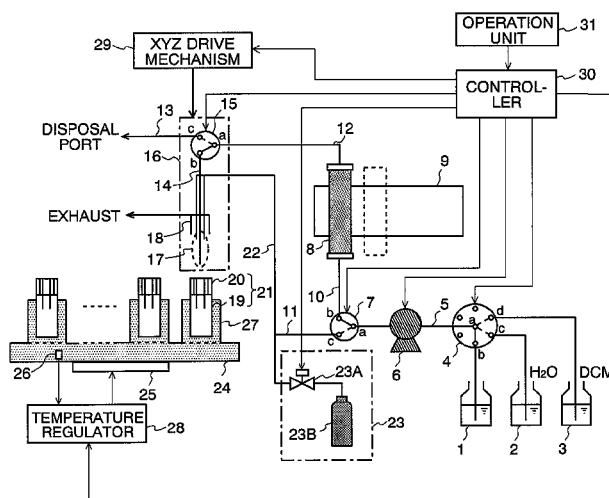 29
XYZ DRIVE
MECHANISM
OPERATION
UNIT
31
30
CONTROL-
LER
13
15
DISPOSAL
PORT
c
a
b
16
14
12
9
EXHAUST
18
17
8
22
10
7
5
20
19
21
27
11
b
a
c
6
4
a
d
c
b
26
25
24
H2O
DCM
23A
23B
23
1
2
3
TEMPERATURE
REGULATOR
28